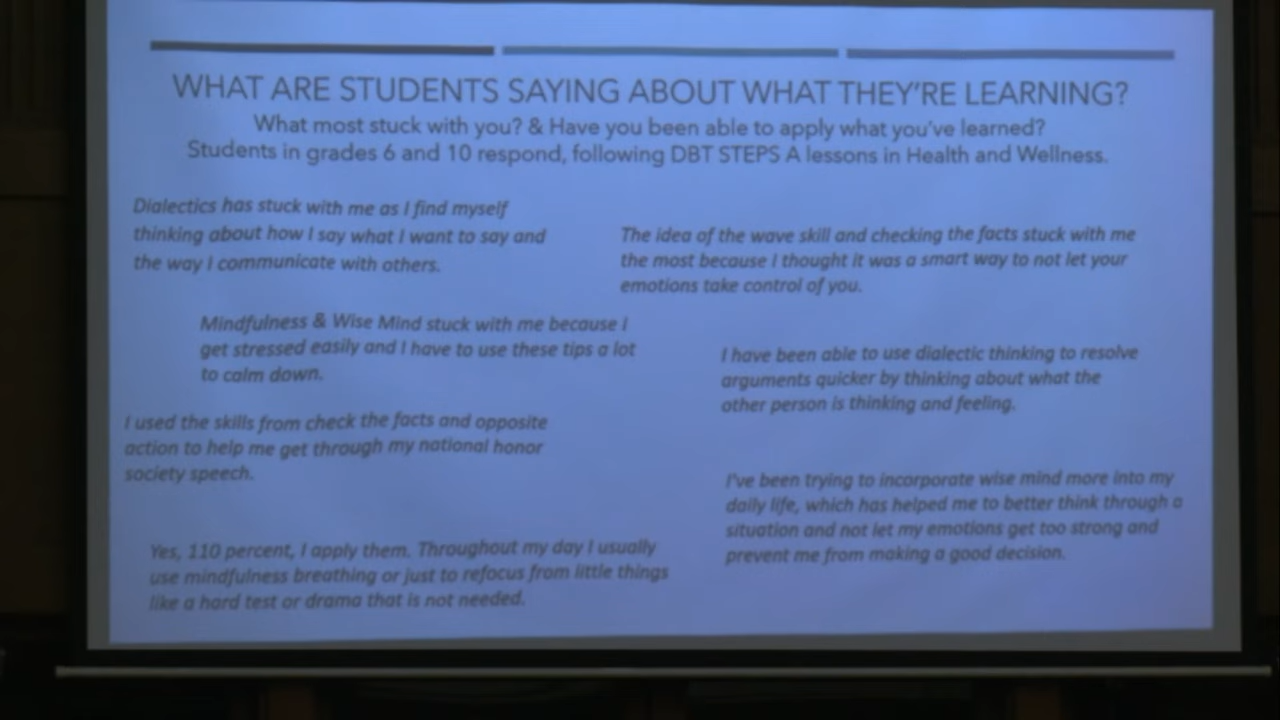 WHAT ARE STUDENTS SAYING ABOUT WHAT THEY'RE LEARNING?
What most stuck with you? & Have you been able to apply what you've learned?
Students in grades 6 and 10 respond, following DBT STEPS A lessons in Health and Wellness.
Dialectics has stuck with me as I find myself
thinking about how I say what I want to say and
the way I communicate with others.
Mindfulness & Wise Mind stuck with me because I
get stressed easily and I have to use these tips a lot
to calm down.
I used the skills from check the facts and opposite
action to help me get through my national honor
society speech.
Yes, 110 percent, I apply them. Throughout my day I usually
use mindfulness breathing or just to refocus from little things
like a hard test or drama that is not needed.
The idea of the wave skill and checking the facts stuck with me
the most because I thought it was a smart way to not let your
emotions take control of you.
I have been able to use dialectic thinking to resolve
arguments quicker by thinking about what the
other person is thinking and feeling.
I've been trying to incorporate wise mind more into my
daily life, which has helped me to better think through a
situation and not let my emotions get too strong and
prevent me from making a good decision.